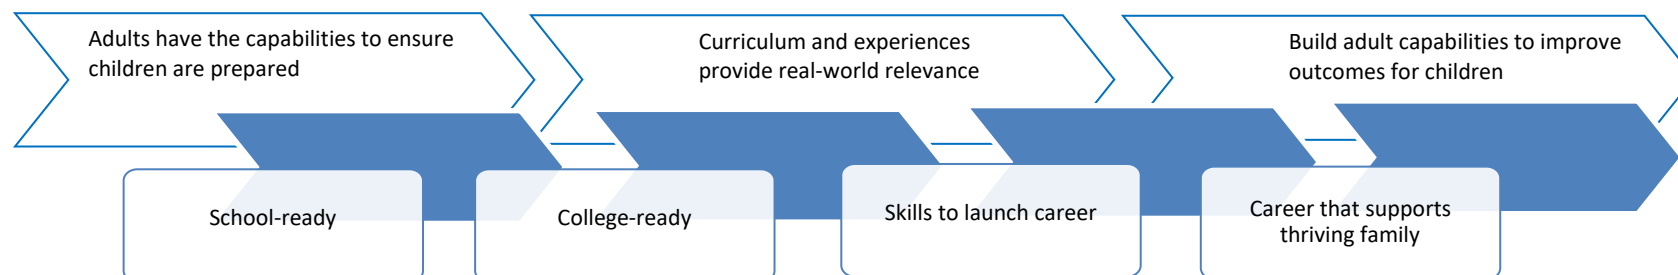 Adults have the capabilities to ensure
children are prepared
Curriculum and experiences
provide real-world relevance
Build adult capabilities to improve
outcomes for children
School-ready
College-ready
Skills to launch career
Career that supports
thriving family